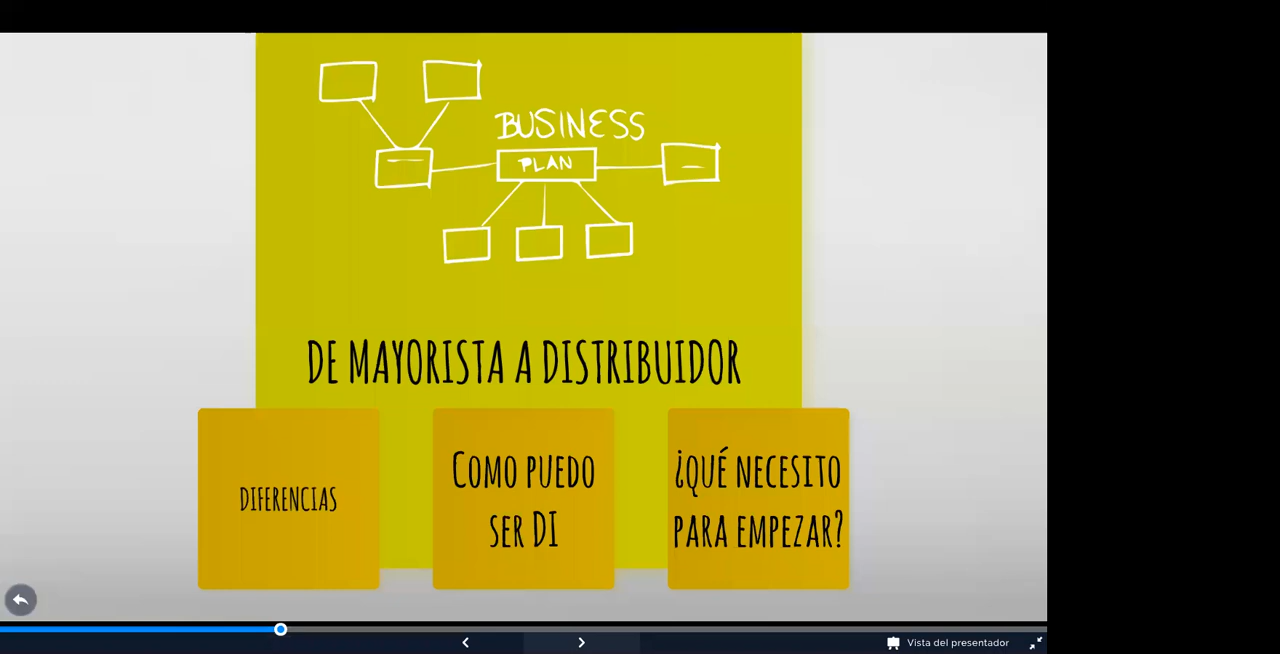 BUSINESS
PLAN
DE MAYORISTA A DISTRIBUIDOR
DIFERENCIAS
COMO PUEDO
SER DI
¿QUÉ NECESITO
PARA EMPEZAR?
Vista del presentador